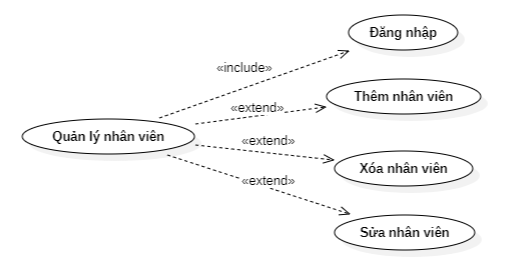 Đăng nhập
«include»
Thêm nhân viên
«extend»
Quản lý nhân viên
«extend»
Xóa nhân viên
«extend»
Sửa nhân viên